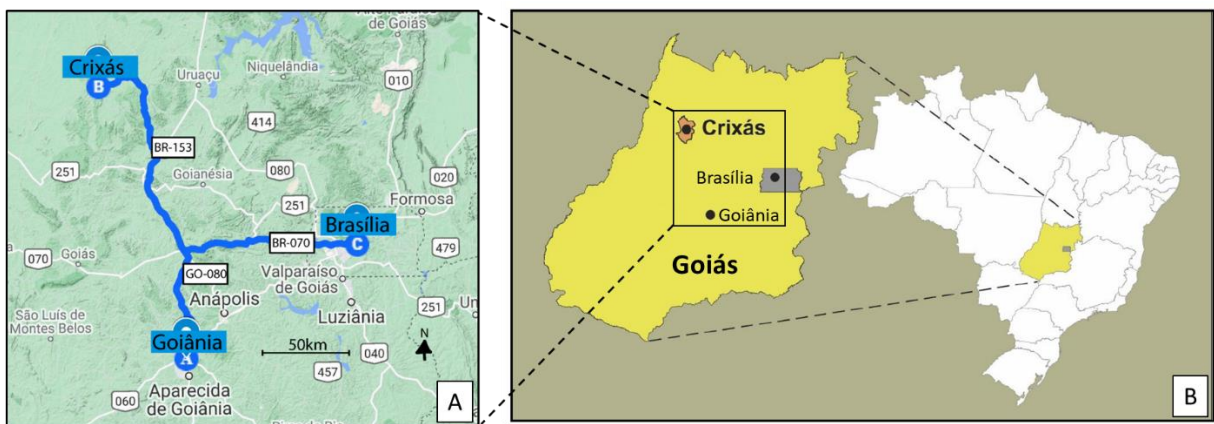 Alto Paraíso
de Goiás
Crixás
B
Uruaçu
Niquelândia
010
414
BR-153
251
080
Goianésia
020
251
Formosa
Brasília
C
BR-070
070
Goiás
479
GO-080
Valparaíso
de Goiás
Anápolis
251
Luziânia
São Luís de
Montes Belos
Goiânia
A
50km
N
040
457
060
Aparecida
de Goiânia
A
Crixás
Brasília
Goiânia
Goiás
B